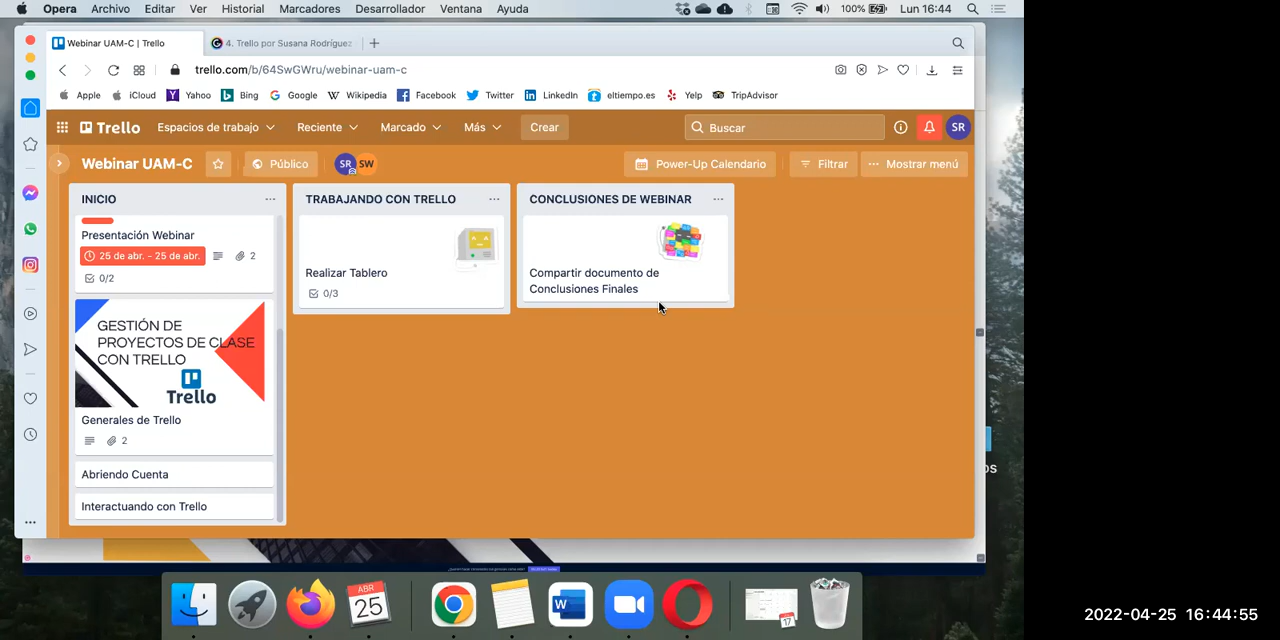 Opera Archivo Editar Ver Historial Marcadores Desarrollador Ventana Ayuda 100% Lun 16:44
Webinar UAM-C | Trello 4. Trello por Susana Rodríguez
trello.com/b/64SwGWru/webinar-uam-c
Apple iCloud Yahoo Bing Google Wikipedia Facebook Twitter LinkedIn eltiempo.es Yelp TripAdvisor
Trello Espacios de trabajo Reciente Marcado Más Crear Buscar SR
Webinar UAM-C Público SR SW Power-Up Calendario Filtrar Mostrar menú
INICIO
Presentación Webinar
25 de abr. - 25 de abr. 2
0/2
GESTIÓN DE
PROYECTOS DE CLASE
CON TRELLO
Trello
Generales de Trello
2
Abriendo Cuenta
Interactuando con Trello
TRABAJANDO CON TRELLO
Realizar Tablero
0/3
CONCLUSIONES DE WEBINAR
Compartir documento de
Conclusiones Finales
os
ABR
25
17
2022-04-25 16:44:55